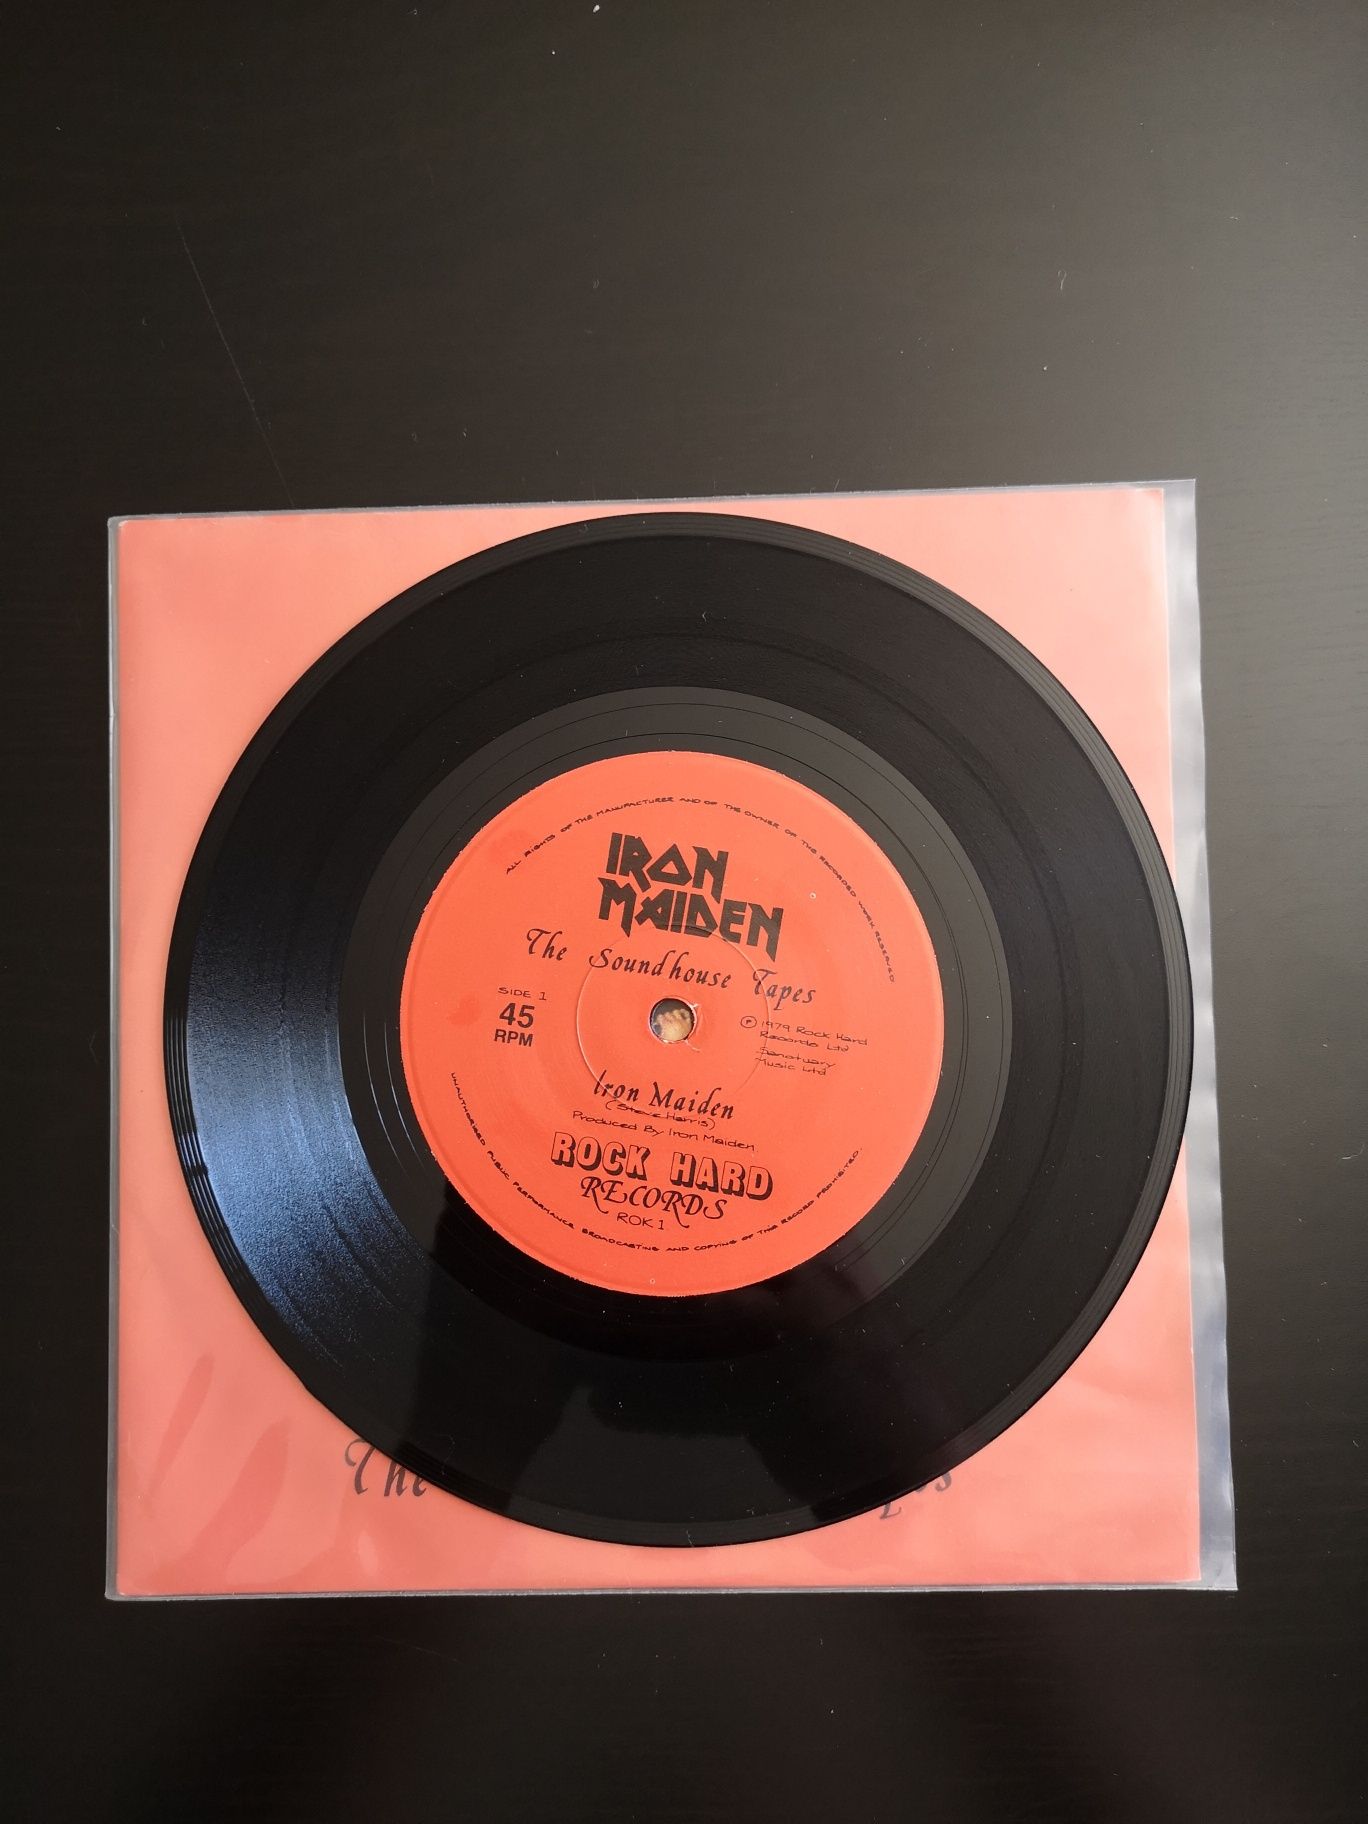 ALL RIGHTS OF THE MANUFACTURER AND OF THE OWNER OF THE RECORDED WORK RESERVED
IRON
MAIDEN
The Soundhouse Tapes
SIDE 1
45
RPM
℗ 1979 Rock Hard
Records Ltd
Sanctuary
Music Ltd
Iron Maiden
(Steve Harris)
Produced By Iron Maiden
ROCK HARD
RECORDS
ROK 1
UNAUTHORISED PUBLIC PERFORMANCE BROADCASTING AND COPYING OF THIS RECORD PROHIBITED.
The